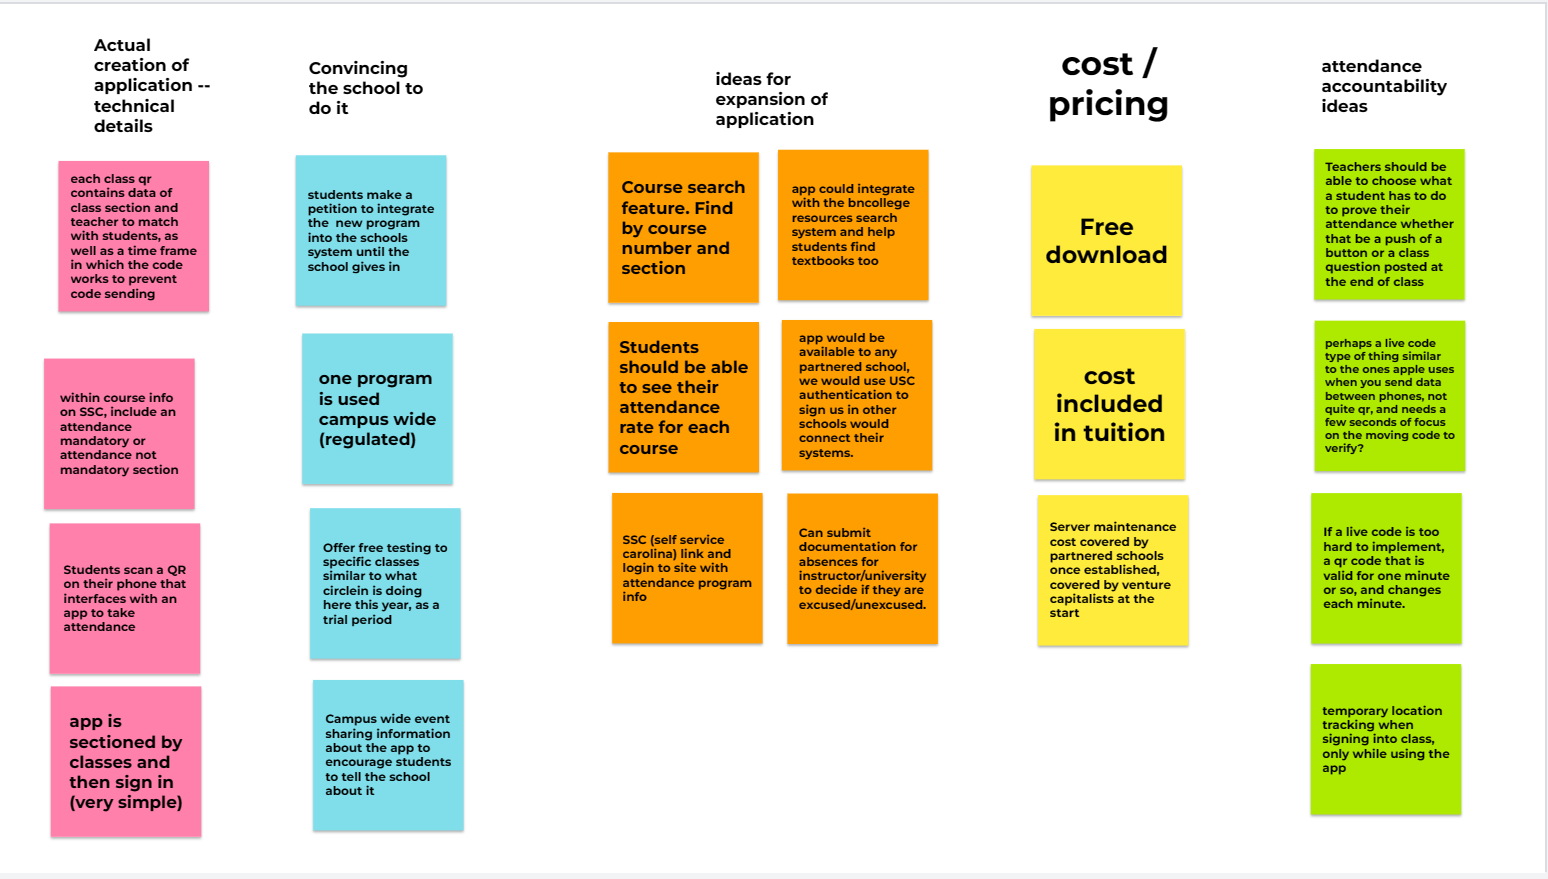 Actual
creation of
application --
technical
details
each class qr
contains data of
class section and
teacher to match
with students, as
well as a time frame
in which the code
works to prevent
code sending
within course info
on SSC, include an
attendance
mandatory or
attendance not
mandatory section
Students scan a QR
on their phone that
interfaces with an
app to take
attendance
app is
sectioned by
classes and
then sign in
(very simple)
Convincing
the school to
do it
students make a
petition to integrate
the new program
into the schools
system until the
school gives in
one program
is used
campus wide
(regulated)
Offer free testing to
specific classes
similar to what
circlein is doing
here this year, as a
trial period
Campus wide event
sharing information
about the app to
encourage students
to tell the school
about it
ideas for
expansion of
application
Course search
feature. Find
by course
number and
section
app could integrate
with the bncollege
resources search
system and help
students find
textbooks too
Students
should be able
to see their
attendance
rate for each
course
app would be
available to any
partnered school,
we would use USC
authentication to
sign us in other
schools would
connect their
systems.
SSC (self service
carolina) link and
login to site with
attendance program
info
Can submit
documentation for
absences for
instructor/university
to decide if they are
excused/unexcused.
cost /
pricing
Free
download
cost
included
in tuition
Server maintenance
cost covered by
partnered schools
once established,
covered by venture
capitalists at the
start
attendance
accountability
ideas
Teachers should be
able to choose what
a student has to do
to prove their
attendance whether
that be a push of a
button or a class
question posted at
the end of class
perhaps a live code
type of thing similar
to the ones apple uses
when you send data
between phones, not
quite qr, and needs a
few seconds of focus
on the moving code to
verify?
If a live code is too
hard to implement,
a qr code that is
valid for one minute
or so, and changes
each minute.
temporary location
tracking when
signing into class,
only while using the
app